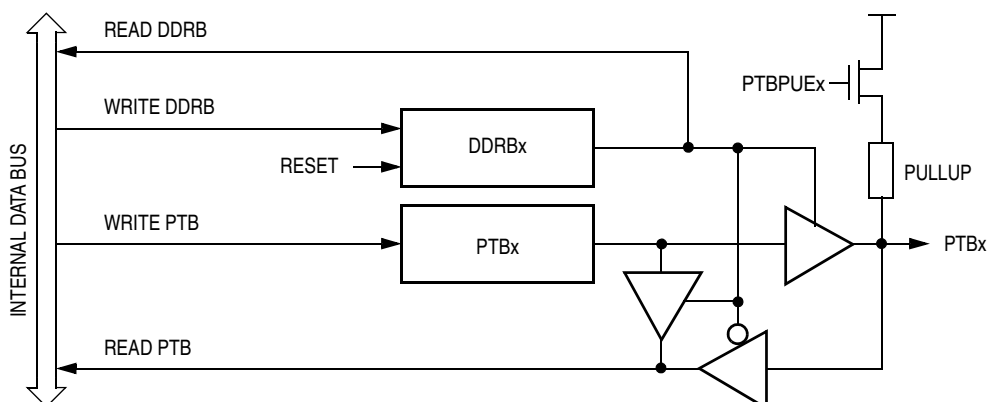 READ DDRB
PTBPUEx
WRITE DDRB
DDRBx
RESET
PULLUP
WRITE PTB
PTBx
PTBx
INTERNAL DATA BUS
READ PTB